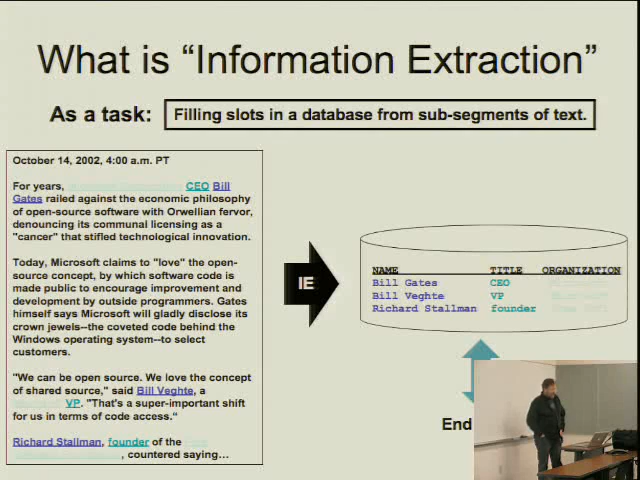 What is “Information Extraction”
As a task:
Filling slots in a database from sub-segments of text.
October 14, 2002, 4:00 a.m. PT
For years, CEO Bill
Gates railed against the economic philosophy
of open-source software with Orwellian fervor,
denouncing its communal licensing as a
"cancer" that stifled technological innovation.
Today, Microsoft claims to "love" the open-
source concept, by which software code is
made public to encourage improvement and
development by outside programmers. Gates
himself says Microsoft will gladly disclose its
crown jewels--the coveted code behind the
Windows operating system--to select
customers.
"We can be open source. We love the concept
of shared source," said Bill Veghte, a
VP. "That's a super-important shift
for us in terms of code access.“
Richard Stallman, founder of the
, countered saying…
IE
NAME TITLE ORGANIZATION
Bill Gates CEO
Bill Veghte VP
Richard Stallman founder
End